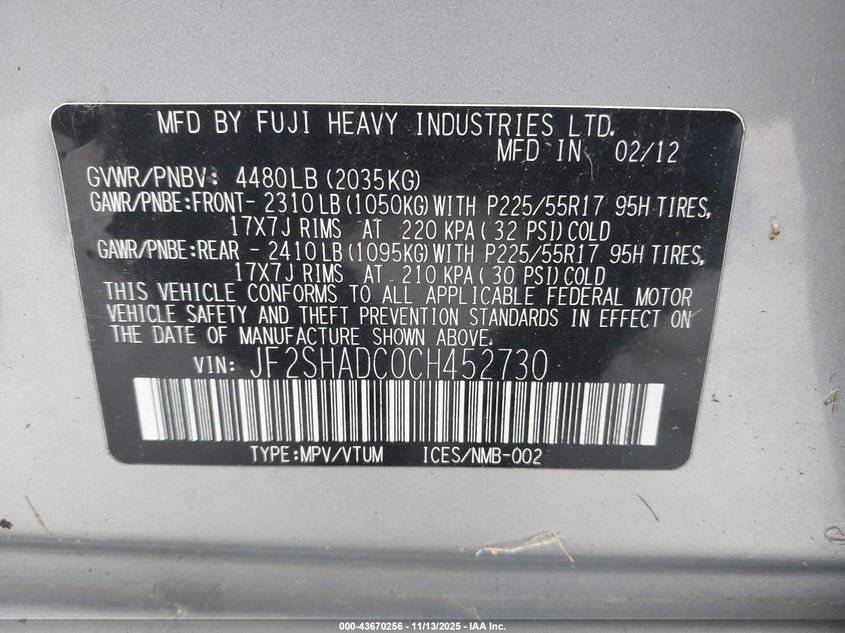 MFD BY FUJI HEAVY INDUSTRIES LTD.
MFD IN 02/12
GVWR/PNBV: 4480LB (2035KG)
GAWR/PNBE:FRONT- 2310LB (1050KG) WITH P225/55R17 95H TIRES,
17X7J RIMS AT 220 KPA (32 PSI) COLD
GAWR/PNBE:REAR - 2410LB (1095KG) WITH P225/55R17 95H TIRES,
17X7J RIMS AT 210 KPA (30 PSI) COLD
THIS VEHICLE CONFORMS TO ALL APPLICABLE FEDERAL MOTOR
VEHICLE SAFETY AND THEFT PREVENTION STANDARDS IN EFFECT ON
THE DATE OF MANUFACTURE SHOWN ABOVE.
VIN: JF2SHADC0CH452730
TYPE:MPV/VTUM ICES/NMB-002
000-43670256 - 11/13/2025 - IAA Inc.